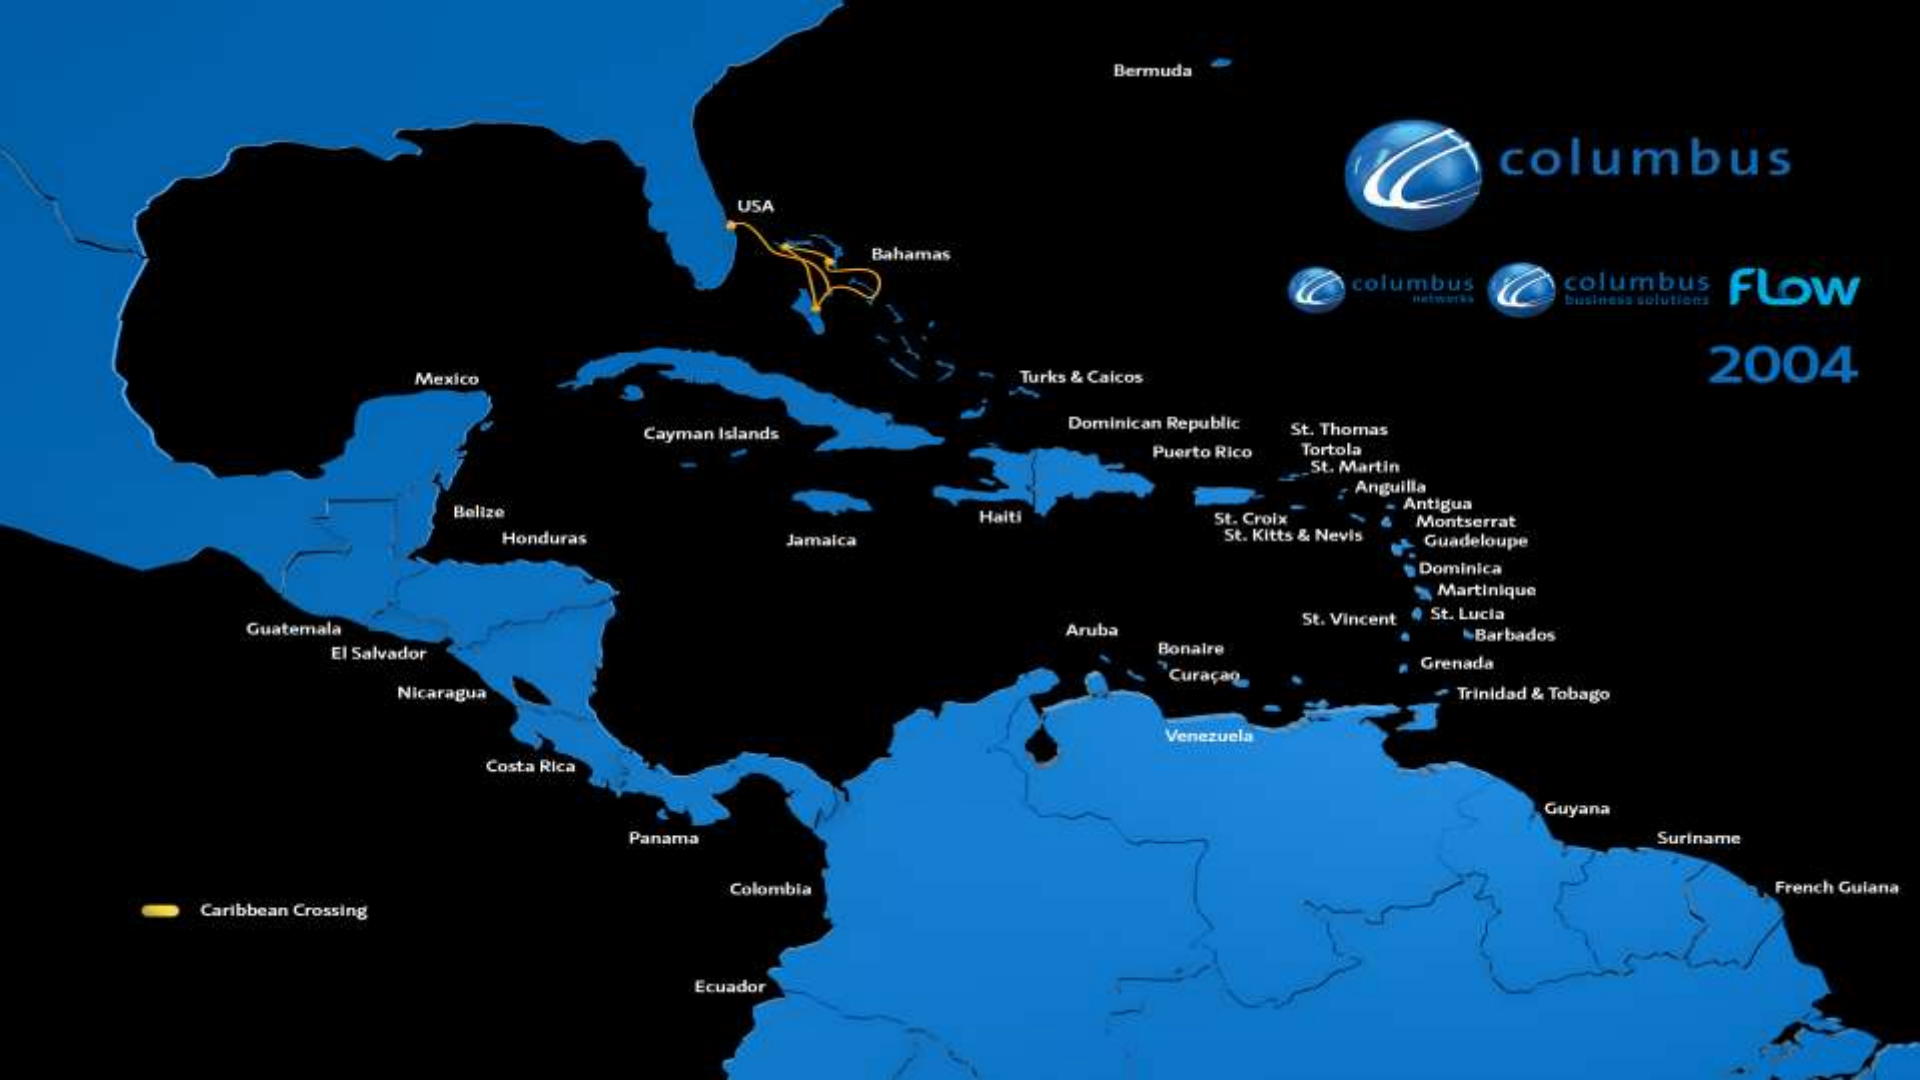 Bermuda
columbus
USA
Bahamas
columbus
networks
columbus
business solutions
FLOW
2004
Mexico
Turks & Caicos
Cayman Islands
Dominican Republic
Puerto Rico
St. Thomas
Tortola
St. Martin
Anguilla
Antigua
Montserrat
Guadeloupe
Belize
Honduras
Jamaica
Haiti
St. Croix
St. Kitts & Nevis
Dominica
Martinique
St. Vincent
St. Lucia
Barbados
Guatemala
El Salvador
Nicaragua
Aruba
Bonaire
Curaçao
Grenada
Trinidad & Tobago
Venezuela
Costa Rica
Panama
Guyana
Suriname
Colombia
French Guiana
Caribbean Crossing
Ecuador